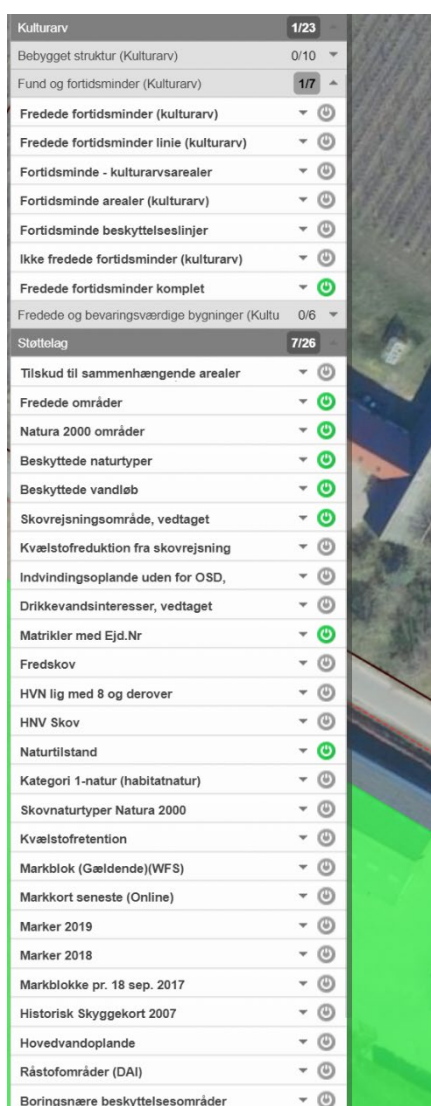 Kulturarv 1/23
Bebygget struktur (Kulturarv) 0/10
Fund og fortidsminder (Kulturarv) 1/7
Fredede fortidsminder (kulturarv)
Fredede fortidsminder linie (kulturarv)
Fortidsminde - kulturarvsarealer
Fortidsminde arealer (kulturarv)
Fortidsminde beskyttelseslinjer
Ikke fredede fortidsminder (kulturarv)
Fredede fortidsminder komplet
Fredede og bevaringsværdige bygninger (Kultu 0/6
Støttelag 7/26
Tilskud til sammenhængende arealer
Fredede områder
Natura 2000 områder
Beskyttede naturtyper
Beskyttede vandløb
Skovrejsningsområde, vedtaget
Kvælstofreduktion fra skovrejsning
Indvindingsoplande uden for OSD,
Drikkevandsinteresser, vedtaget
Matrikler med Ejd.Nr
Fredskov
HVN lig med 8 og derover
HNV Skov
Naturtilstand
Kategori 1-natur (habitatnatur)
Skovnaturtyper Natura 2000
Kvælstofretention
Markblok (Gældende)(WFS)
Markkort seneste (Online)
Marker 2019
Marker 2018
Markblokke pr. 18 sep. 2017
Historisk Skyggekort 2007
Hovedvandoplande
Råstofområder (DAI)
Boringsnære beskyttelsesområder